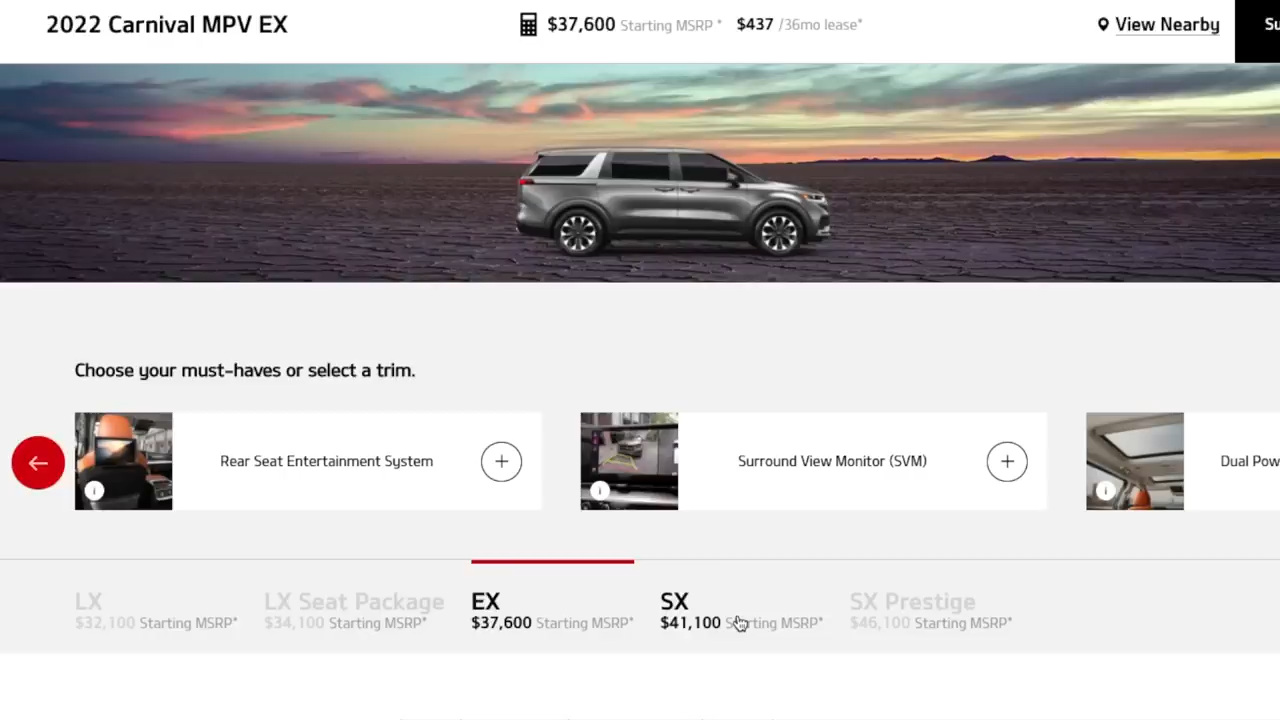 2022 Carnival MPV EX
$37,600 Starting MSRP * $437 /36mo lease*
View Nearby
Choose your must-haves or select a trim.
Rear Seat Entertainment System
Surround View Monitor (SVM)
Dual
LX
$32,100 Starting MSRP*
LX Seat Package
$34,100 Starting MSRP*
EX
$37,600 Starting MSRP*
SX
$41,100 Starting MSRP*
SX Prestige
$46,100 Starting MSRP*